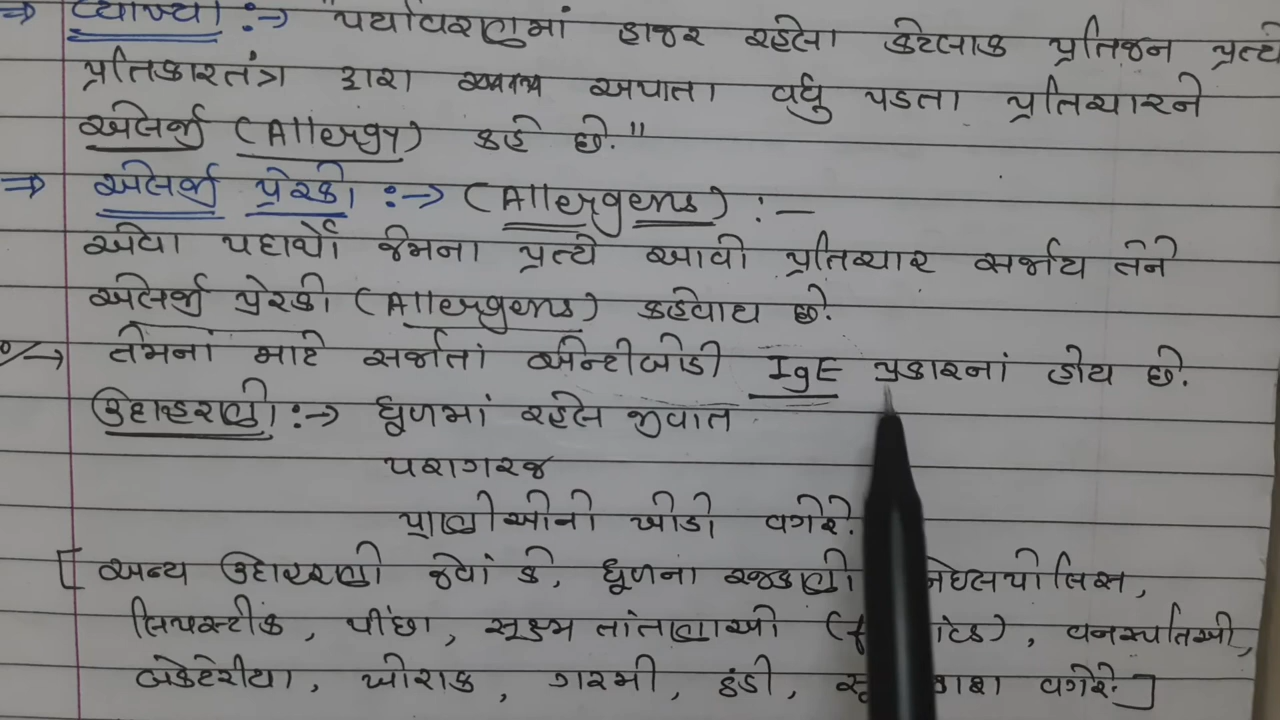 ⇒ વ્યાખ્યા :→ પર્યાવરણમાં હાજર રહેલા કેટલાક પ્રતિજન પ્રત્યે
પ્રતિકારતંત્ર દ્વારા અપાતા વધુ પડતા પ્રતિચારને
એલર્જી (Allergy) કહે છે."
⇒ એલર્જી પ્રેરકો :→ (Allergens) :—
એવા પદાર્થો જેમના પ્રત્યે આવો પ્રતિચાર સર્જાય તેને
એલર્જી પ્રેરકો (Allergens) કહેવાય છે.
તેમનાં માટે સર્જાતાં એન્ટીબોડી IgE પ્રકારનાં હોય છે.
ઉદાહરણો :→ ધૂળમાં રહેલ જીવાત
પરાગરજ
પ્રાણીઓનો ખોડો વગેરે.
[અન્ય ઉદાહરણો જેવાં કે, ધૂળના રજકણો નેઇલપોલિસ,
લિપસ્ટીક, પીંછા, સૂક્ષ્મ તાંતણાઓ ( ), વનસ્પતિઓ,
બેક્ટેરીયા, ખોરાક, ગરમી, ઠંડી, વગેરે.]